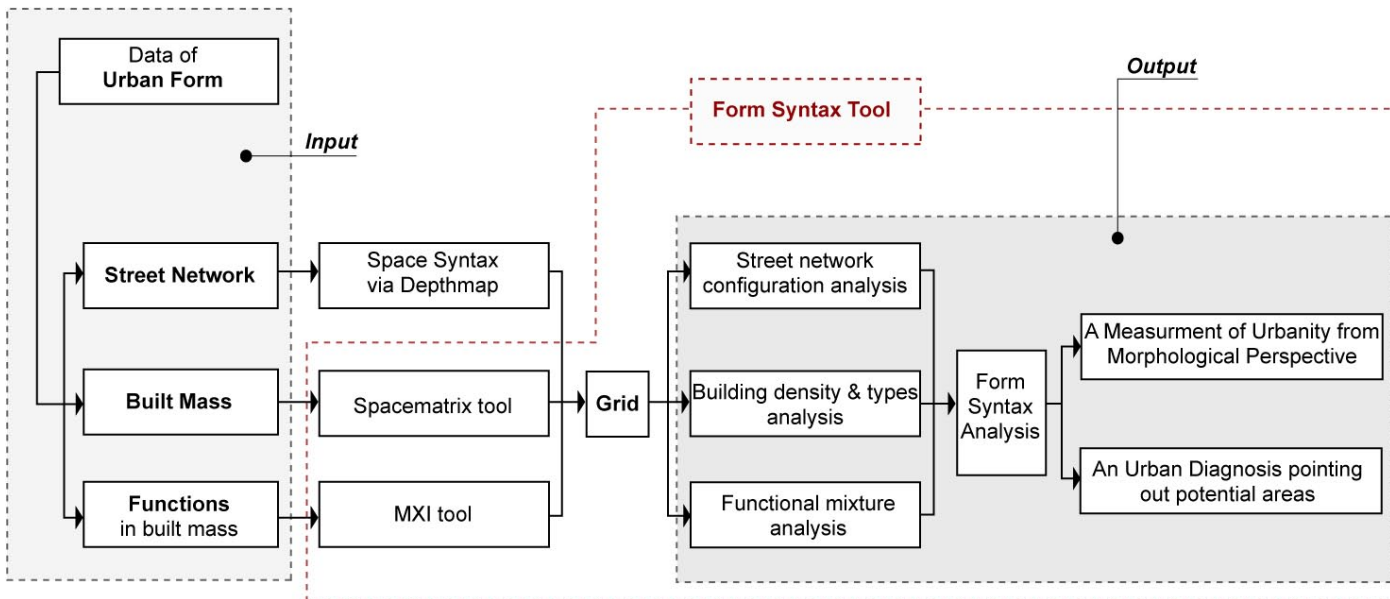 Data of
Urban Form
Input
Form Syntax Tool
Output
Street Network
Space Syntax
via Depthmap
Street network
configuration analysis
A Measurment of Urbanity from
Morphological Perspective
Built Mass
Spacematrix tool
Grid
Building density & types
analysis
Form
Syntax
Analysis
An Urban Diagnosis pointing
out potential areas
Functions
in built mass
MXI tool
Functional mixture
analysis